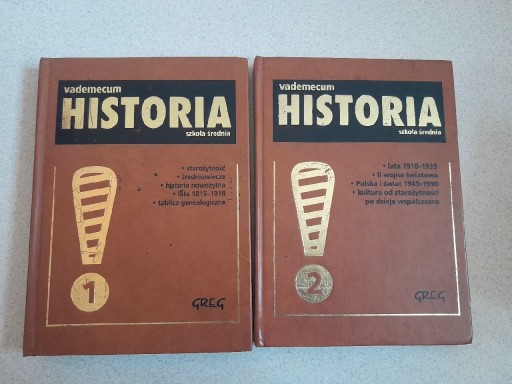 vademecum
HISTORIA
szkoła średnia
• starożytność
• średniowiecze
• historia nowożytna
• lata 1815-1918
• tablice genealogiczne
1
GREG
vademecum
HISTORIA
szkoła średnia
• lata 1918-1939
• II wojna światowa
• Polska i świat 1945-1990
• kultura od starożytności
po dzieje współczesne
2
GREG